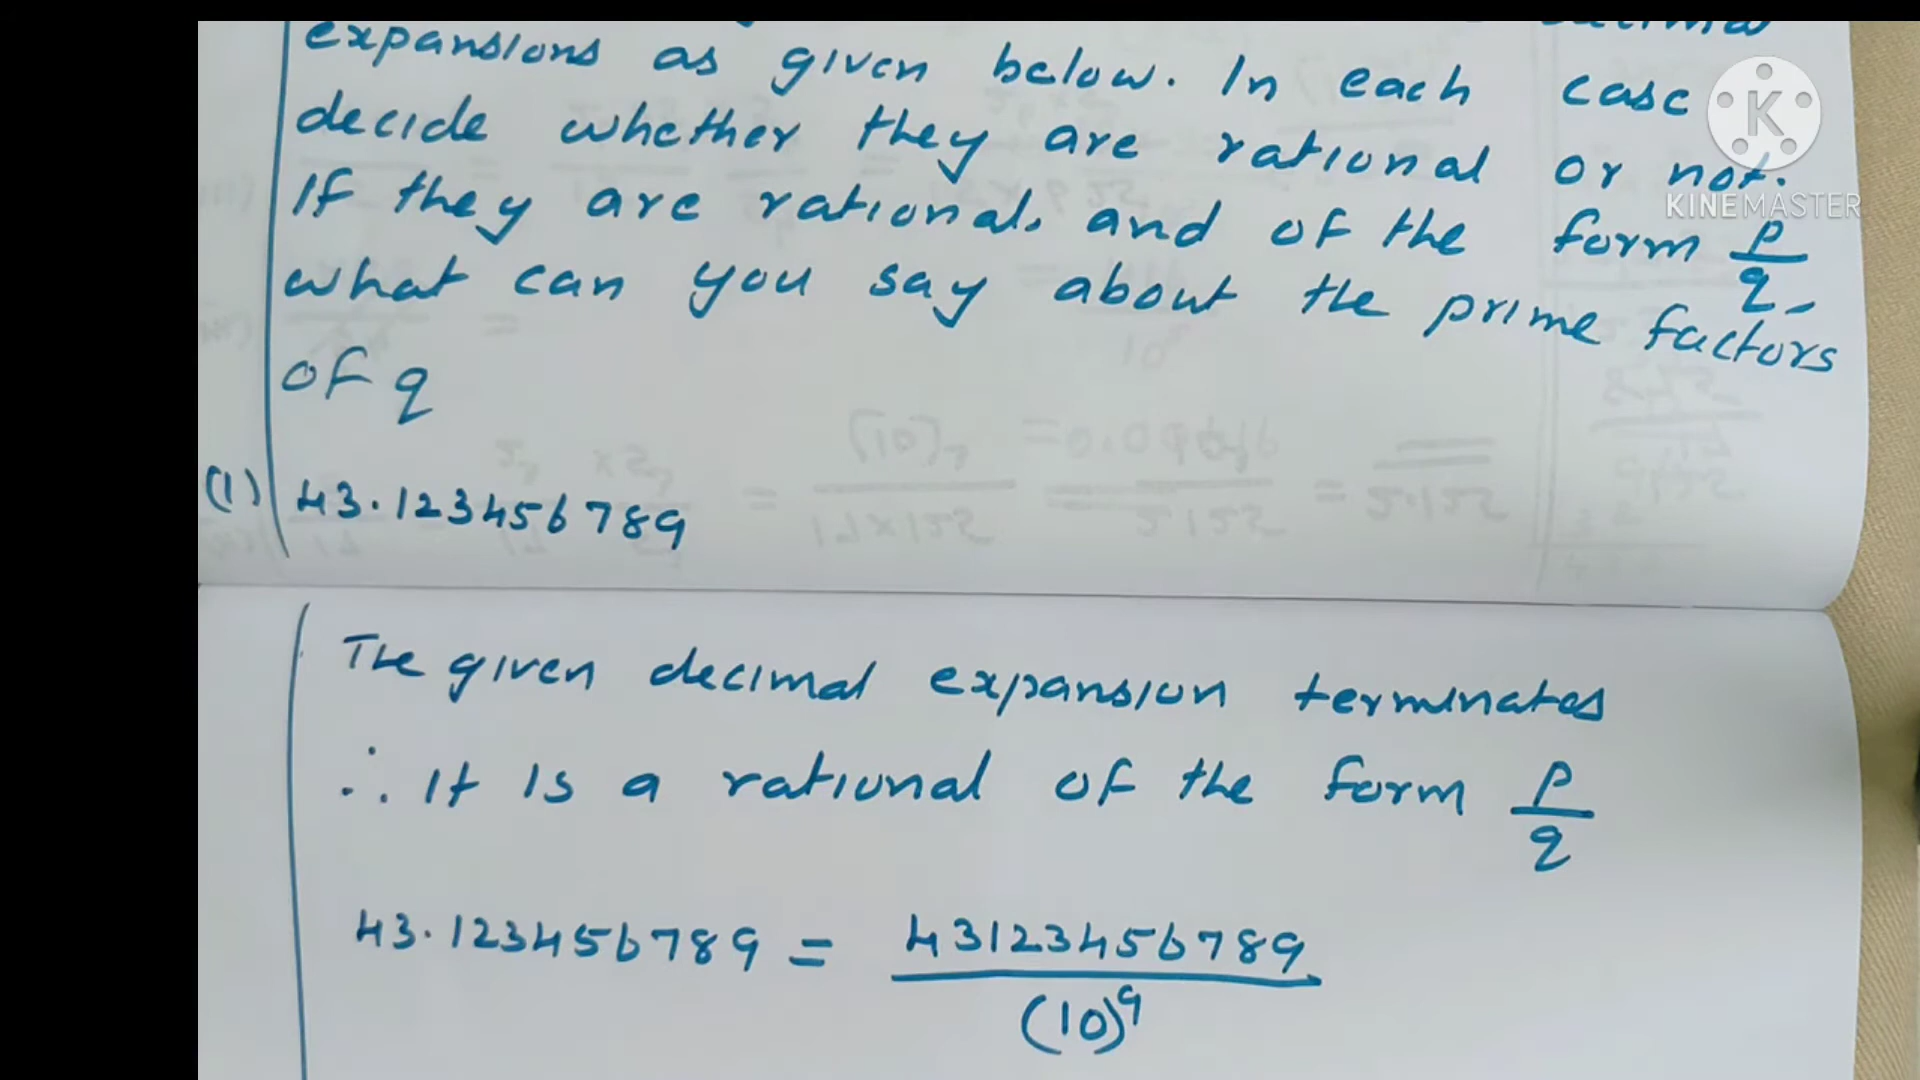 expansions as given below. In each case
decide whether they are rational or not.
If they are rational, and of the form p/q,
what can you say about the prime factors
of q
(1) 43.123456789
The given decimal expansion terminates
∴ It is a rational of the form p/q
43.123456789 = 43123456789/(10)^9
K
KINEMASTER